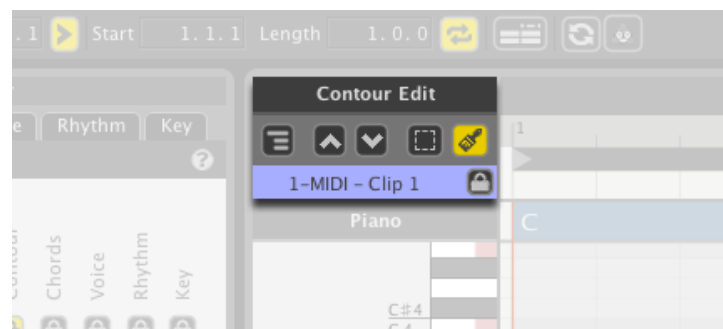 . 1 Start 1. 1. 1 Length 1. 0. 0
Contour Edit
Rhythm Key
1
1-MIDI – Clip 1
Piano
C
Contour
Chords
Voice
Rhythm
Key
C#4
C4